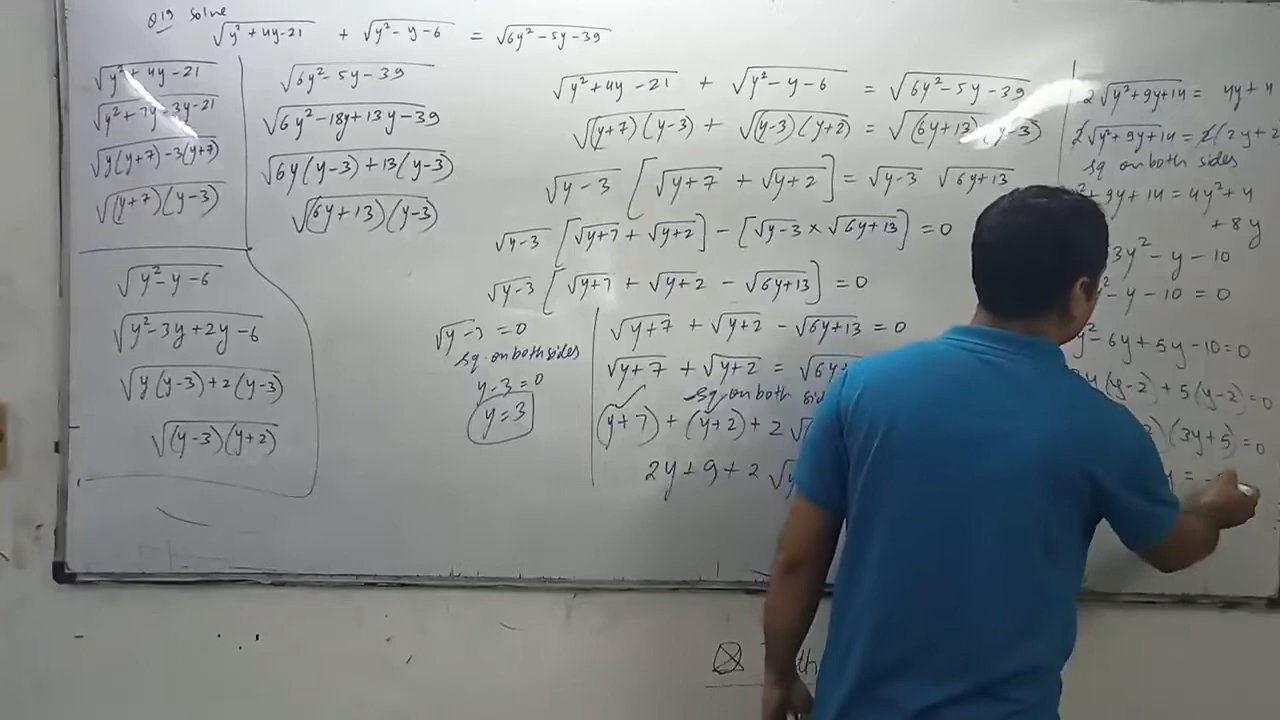 Q19 solve
√(y² + 4y - 21) + √(y² - y - 6) = √(6y² - 5y - 39)
√(y² + 4y - 21)
√(y² + 7y - 3y - 21)
√(y(y+7) - 3(y+7))
√((y+7)(y-3))
√(y² - y - 6)
√(y² - 3y + 2y - 6)
√(y(y-3) + 2(y-3))
√((y-3)(y+2))
√(6y² - 5y - 39)
√(6y² - 18y + 13y - 39)
√(6y(y-3) + 13(y-3))
√((6y+13)(y-3))
√(y² + 4y - 21) + √(y² - y - 6) = √(6y² - 5y - 39)
√((y+7)(y-3)) + √((y-3)(y+2)) = √((6y+13)(y-3))
√(y-3) [√(y+7) + √(y+2)] = √(y-3) √(6y+13)
√(y-3) [√(y+7) + √(y+2)] - [√(y-3) × √(6y+13)] = 0
√(y-3) [√(y+7) + √(y+2) - √(6y+13)] = 0
√(y-3) = 0
sq. on both sides
y-3 = 0
y = 3
√(y+7) + √(y+2) - √(6y+13) = 0
√(y+7) + √(y+2) = √(6y
sq. on both
(y+7) + (y+2) + 2√
2y + 9 + 2√
2√(y² + 9y + 14) = 4y + 4
2√(y² + 9y + 14) = 2(2y + 2
sq on both sides
² + 9y + 14 = 4y² + 4
+ 8y
3y² - y - 10
² - y - 10 = 0
y² - 6y + 5y - 10 = 0
(y-2) + 5(y-2) = 0
(3y+5) = 0
= -